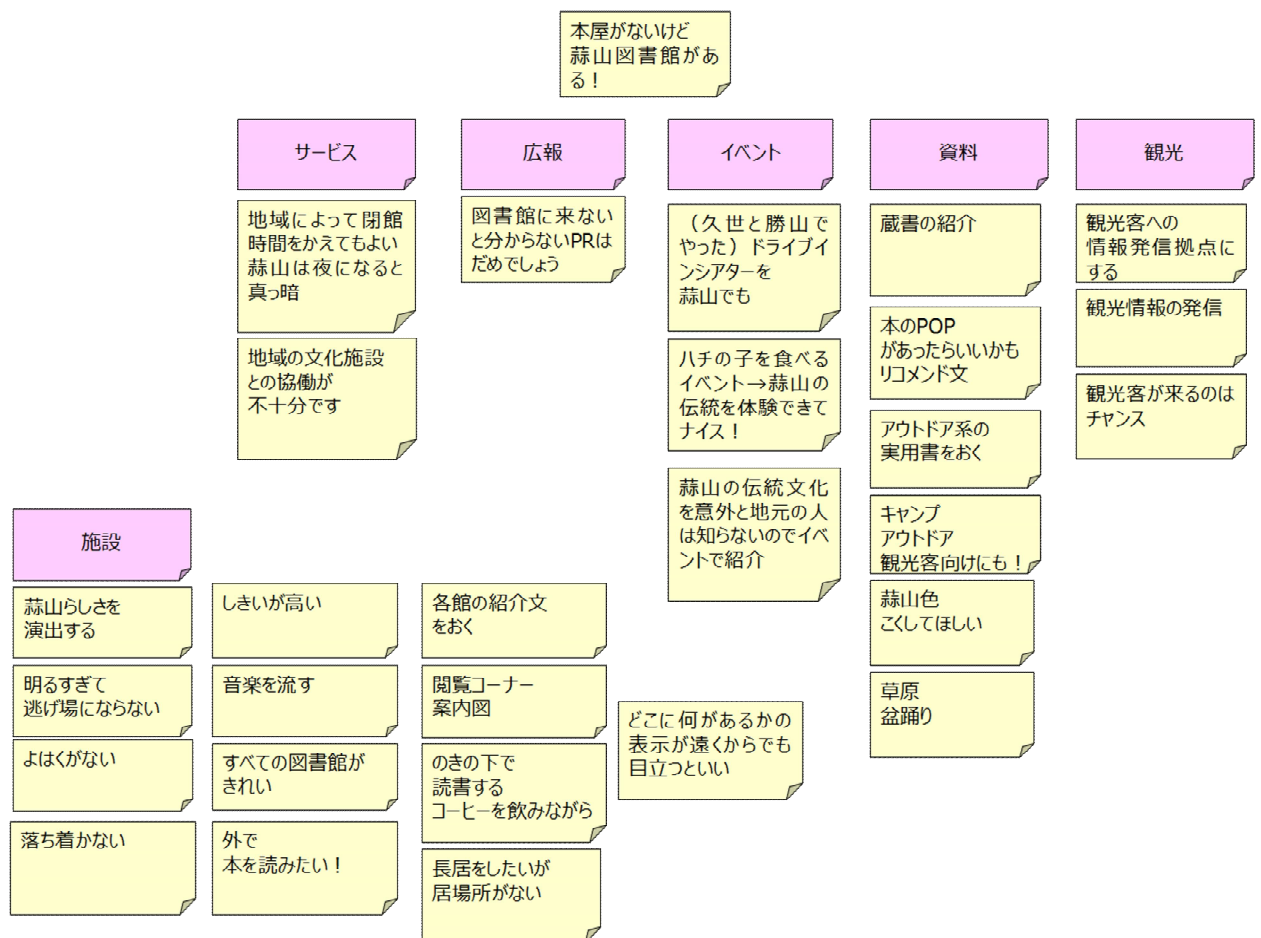 本屋がないけど
蒜山図書館があ
る！
サービス
地域によって閉館
時間をかえてもよい
蒜山は夜になると
真っ暗
地域の文化施設
との協働が
不十分です
広報
図書館に来ない
と分からないPRは
だめでしょう
イベント
（久世と勝山で
やった）ドライブイ
ンシアターを
蒜山でも
ハチの子を食べる
イベント→蒜山の
伝統を体験できて
ナイス！
蒜山の伝統文化
を意外と地元の人
は知らないのでイベ
ントで紹介
資料
蔵書の紹介
本のPOP
があったらいいかも
リコメンド文
アウトドア系の
実用書をおく
キャンプ
アウトドア
観光客向けにも！
蒜山色
こくしてほしい
草原
盆踊り
観光
観光客への
情報発信拠点に
する
観光情報の発信
観光客が来るのは
チャンス
施設
蒜山らしさを
演出する
明るすぎて
逃げ場にならない
よはくがない
落ち着かない
しきいが高い
音楽を流す
すべての図書館が
きれい
外で
本を読みたい！
各館の紹介文
をおく
閲覧コーナー
案内図
のきの下で
読書する
コーヒーを飲みながら
長居をしたいが
居場所がない
どこに何があるかの
表示が遠くからでも
目立つといい